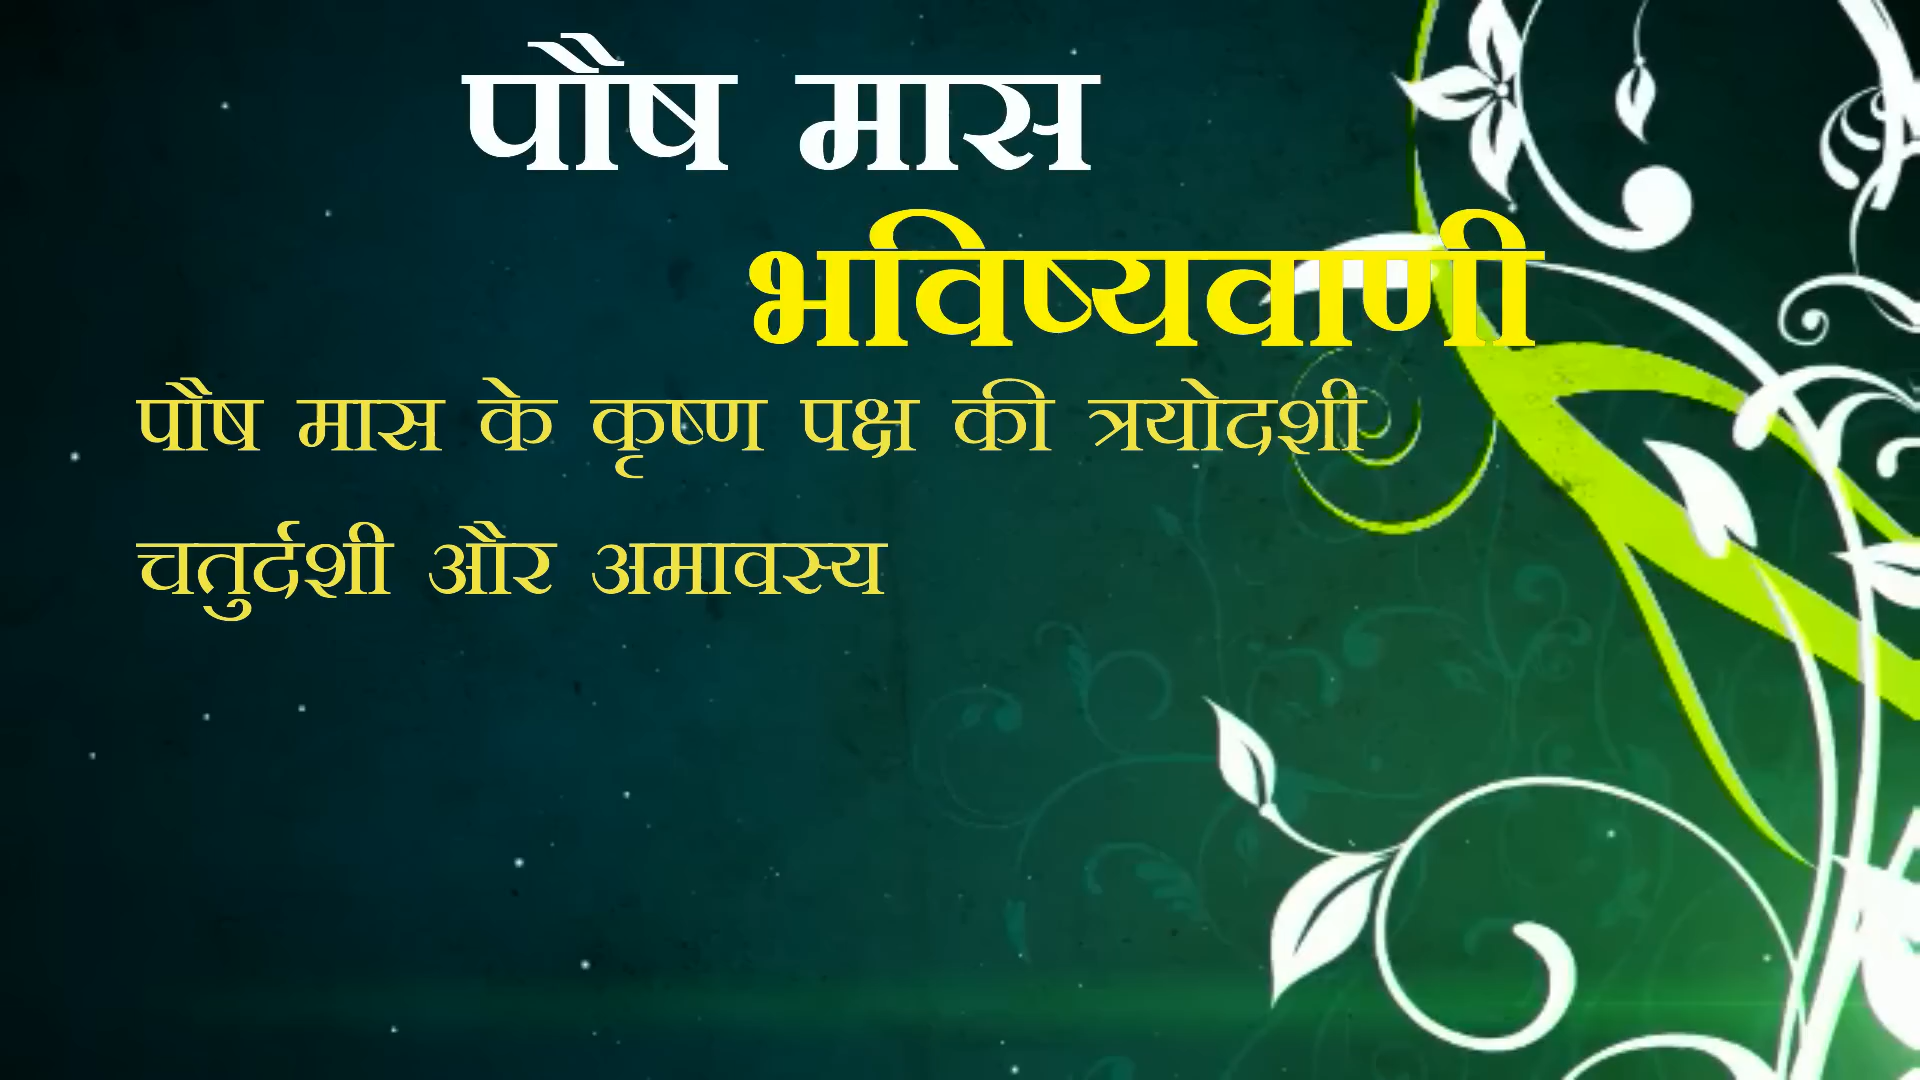 पौष मास
भविष्यवाणी
पौष मास के कृष्ण पक्ष की त्रयोदशी
चतुर्दशी और अमावस्य